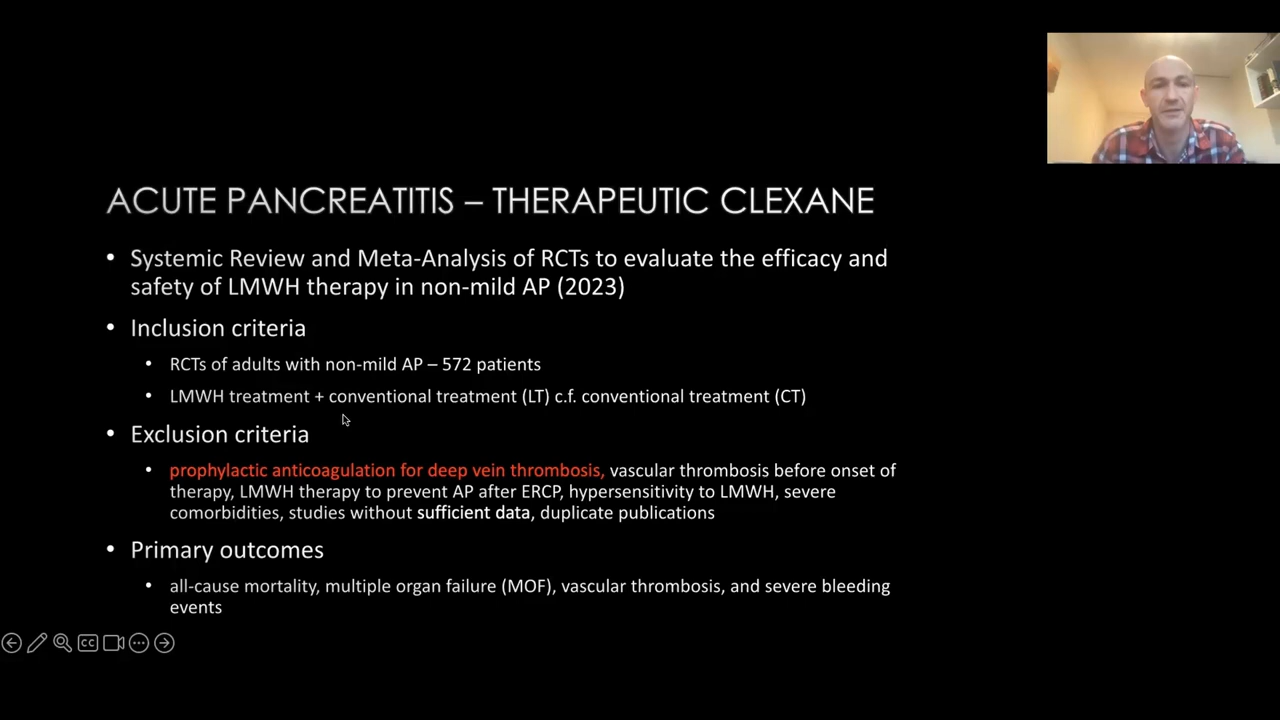 ACUTE PANCREATITIS – THERAPEUTIC CLEXANE
• Systemic Review and Meta-Analysis of RCTs to evaluate the efficacy and
safety of LMWH therapy in non-mild AP (2023)
• Inclusion criteria
• RCTs of adults with non-mild AP – 572 patients
• LMWH treatment + conventional treatment (LT) c.f. conventional treatment (CT)
• Exclusion criteria
• prophylactic anticoagulation for deep vein thrombosis, vascular thrombosis before onset of
therapy, LMWH therapy to prevent AP after ERCP, hypersensitivity to LMWH, severe
comorbidities, studies without sufficient data, duplicate publications
• Primary outcomes
• all-cause mortality, multiple organ failure (MOF), vascular thrombosis, and severe bleeding
events
CC